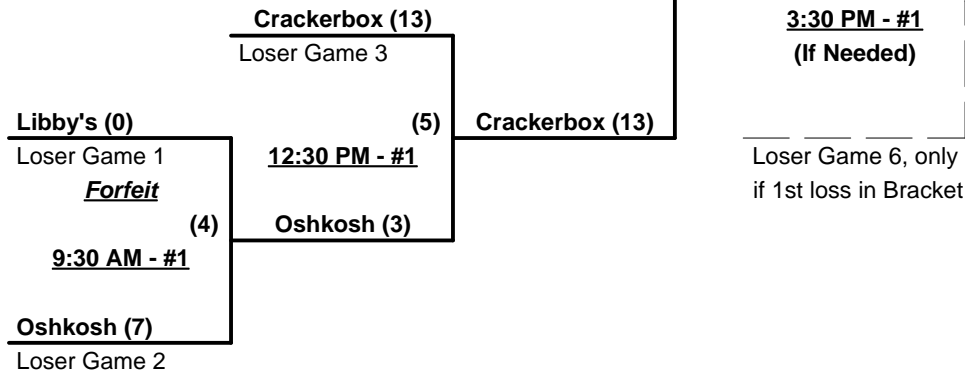 Crackerbox (13)
Loser Game 3
3:30 PM - #1
(If Needed)
Libby's (0)
Loser Game 1
Forfeit
(4)
9:30 AM - #1
Oshkosh (7)
Loser Game 2
(5)
12:30 PM - #1
Oshkosh (3)
Crackerbox (13)
Loser Game 6, only
if 1st loss in Bracket